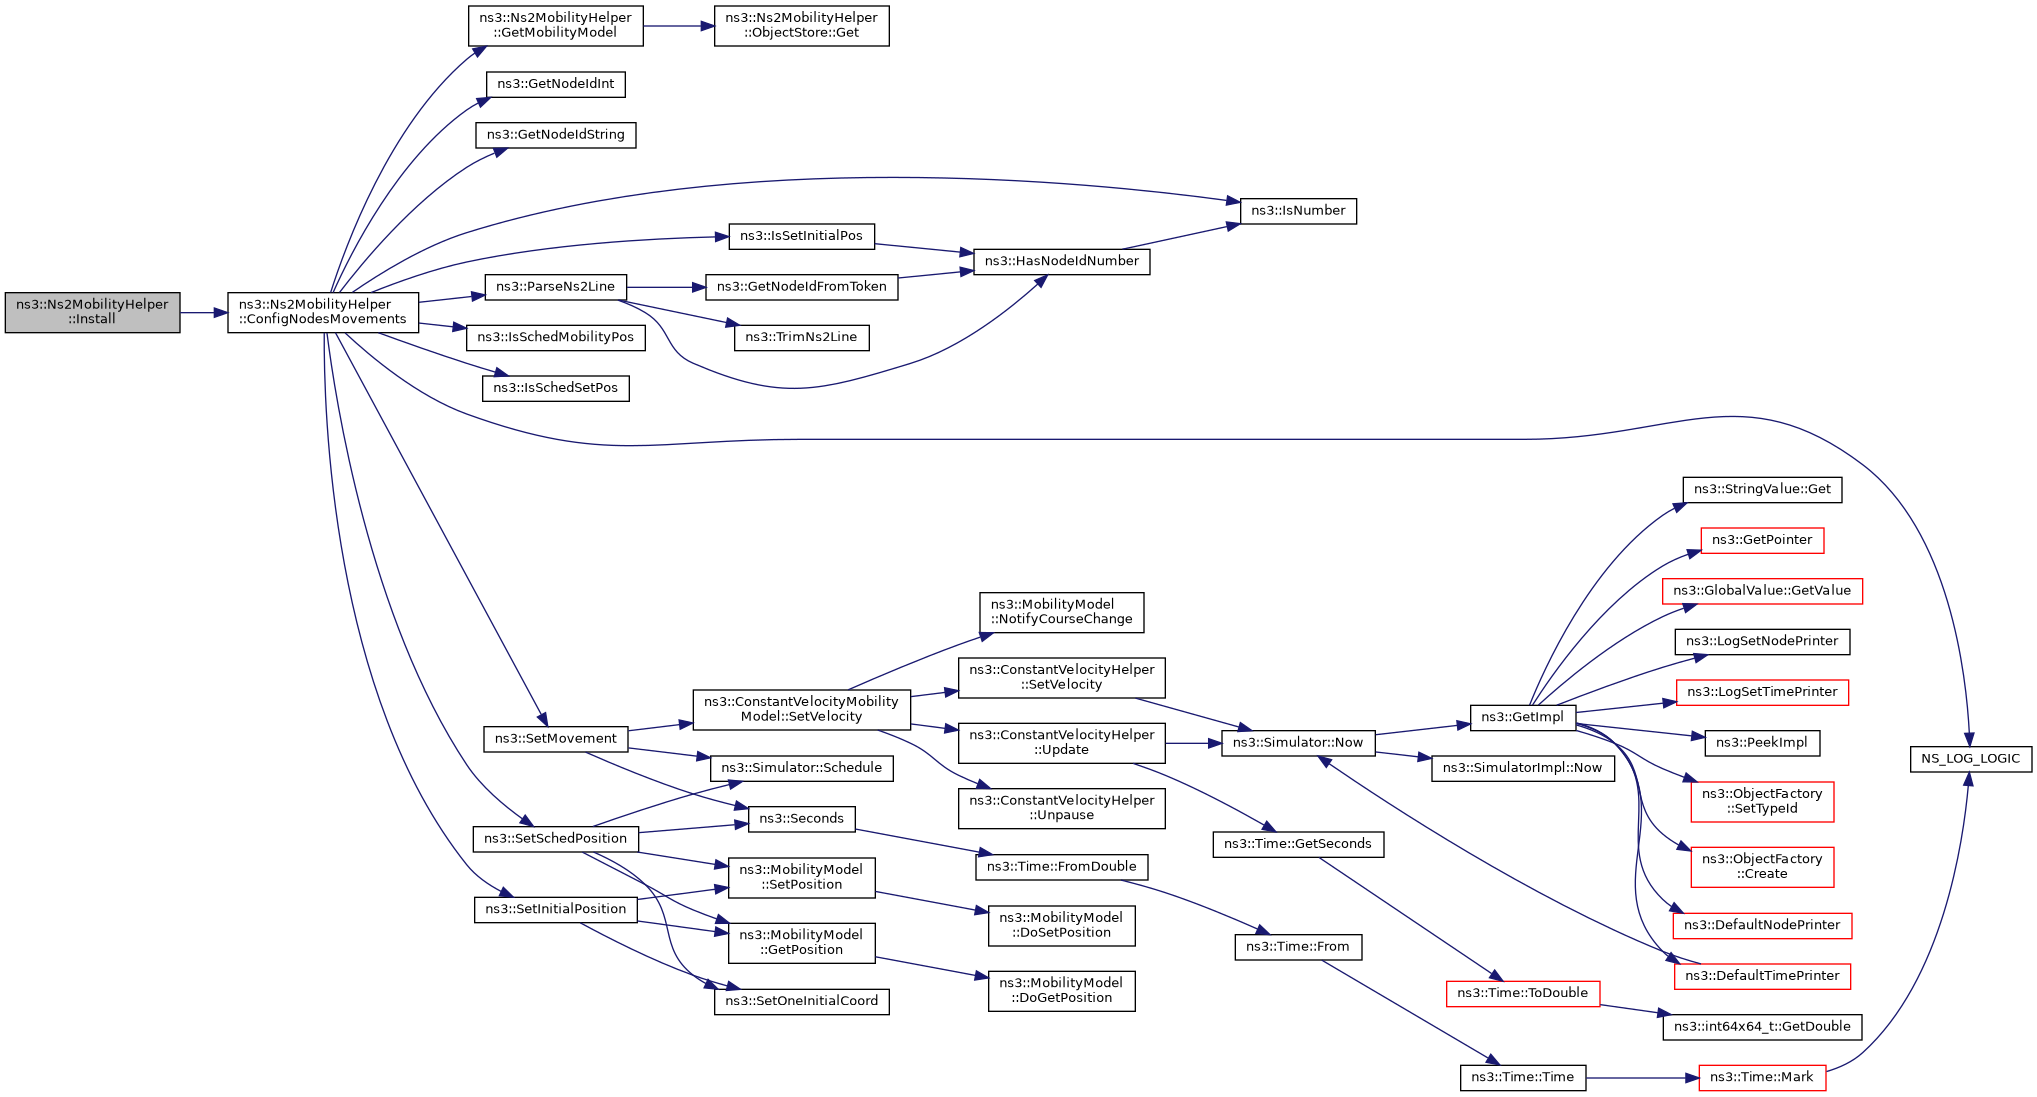 ns3::Ns2MobilityHelper
::Install
ns3::Ns2MobilityHelper
::ConfigNodesMovements
ns3::Ns2MobilityHelper
::GetMobilityModel
ns3::Ns2MobilityHelper
::ObjectStore::Get
ns3::GetNodeIdInt
ns3::GetNodeIdString
ns3::IsNumber
ns3::IsSetInitialPos
ns3::HasNodeIdNumber
ns3::ParseNs2Line
ns3::GetNodeIdFromToken
ns3::TrimNs2Line
ns3::IsSchedMobilityPos
ns3::IsSchedSetPos
ns3::SetMovement
ns3::SetSchedPosition
ns3::SetInitialPosition
ns3::ConstantVelocityMobility
Model::SetVelocity
ns3::Simulator::Schedule
ns3::Seconds
ns3::MobilityModel
::SetPosition
ns3::MobilityModel
::GetPosition
ns3::SetOneInitialCoord
ns3::MobilityModel
::NotifyCourseChange
ns3::ConstantVelocityHelper
::SetVelocity
ns3::ConstantVelocityHelper
::Update
ns3::ConstantVelocityHelper
::Unpause
ns3::Time::FromDouble
ns3::MobilityModel
::DoSetPosition
ns3::MobilityModel
::DoGetPosition
ns3::Simulator::Now
ns3::Time::GetSeconds
ns3::Time::From
ns3::GetImpl
ns3::SimulatorImpl::Now
ns3::Time::ToDouble
ns3::Time::Time
ns3::StringValue::Get
ns3::GetPointer
ns3::GlobalValue::GetValue
ns3::LogSetNodePrinter
ns3::LogSetTimePrinter
ns3::PeekImpl
ns3::ObjectFactory
::SetTypeId
ns3::ObjectFactory
::Create
ns3::DefaultNodePrinter
ns3::DefaultTimePrinter
ns3::int64x64_t::GetDouble
ns3::Time::Mark
NS_LOG_LOGIC